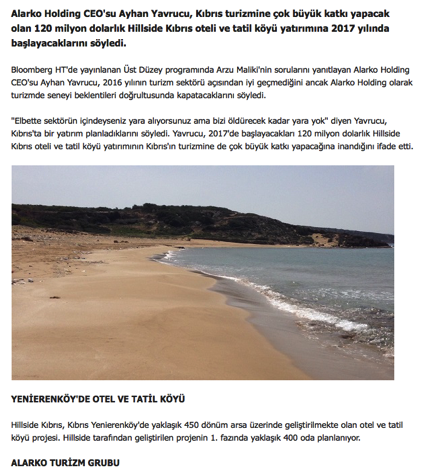 Alarko Holding CEO'su Ayhan Yavrucu, Kıbrıs turizmine çok büyük katkı yapacak
olan 120 milyon dolarlık Hillside Kıbrıs oteli ve tatil köyü yatırımına 2017 yılında
başlayacaklarını söyledi.
Bloomberg HT'de yayınlanan Üst Düzey programında Arzu Maliki'nin sorularını yanıtlayan Alarko Holding
CEO'su Ayhan Yavrucu, 2016 yılının turizm sektörü açısından iyi geçmediğini ancak Alarko Holding olarak
turizmde seneyi beklentileri doğrultusunda kapatacaklarını söyledi.
"Elbette sektörün içindeyseniz yara alıyorsunuz ama bizi öldürecek kadar yara yok" diyen Yavrucu,
Kıbrıs'ta bir yatırım planladıklarını söyledi. Yavrucu, 2017'de başlayacakları 120 milyon dolarlık Hillside
Kıbrıs oteli ve tatil köyü yatırımının Kıbrıs'ın turizmine de çok büyük katkı yapacağına inandığını ifade etti.
YENİERENKÖY'DE OTEL VE TATİL KÖYÜ
Hillside Kıbrıs, Kıbrıs Yenierenköy'de yaklaşık 450 dönüm arsa üzerinde geliştirilmekte olan otel ve tatil
köyü projesi. Hillside tarafından geliştirilen projenin 1. fazında yaklaşık 400 oda planlanıyor.
ALARKO TURİZM GRUBU